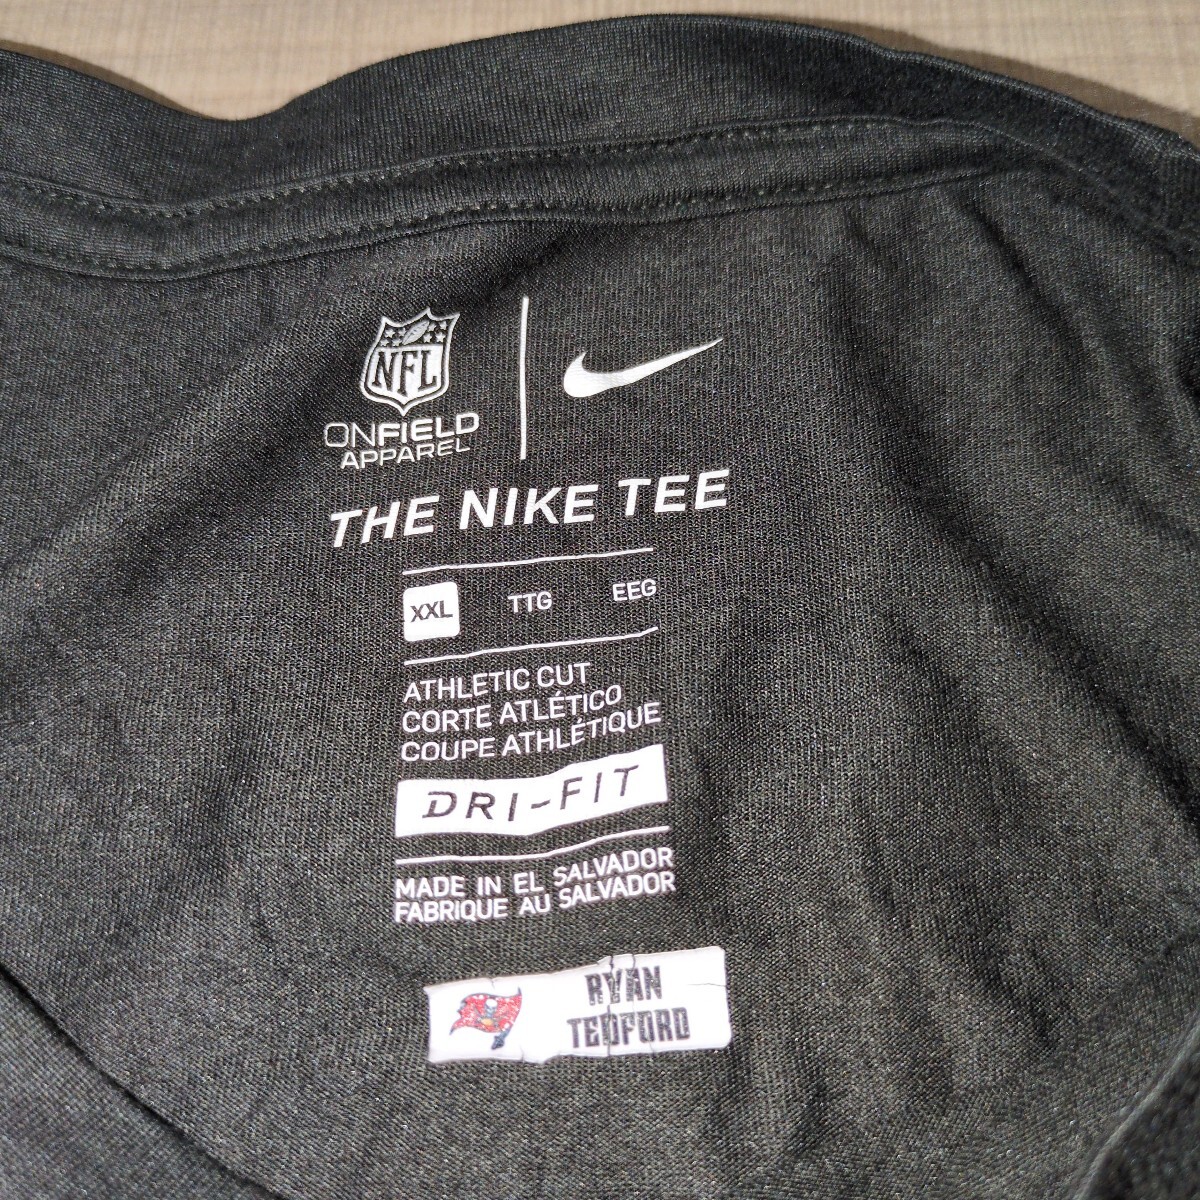 NFL
ONFIELD
APPAREL
THE NIKE TEE
XXL TTG EEG
ATHLETIC CUT
CORTE ATLÉTICO
COUPE ATHLÉTIQUE
DRI-FIT
MADE IN EL SALVADOR
FABRIQUE AU SALVADOR
RYAN
TEDFORD